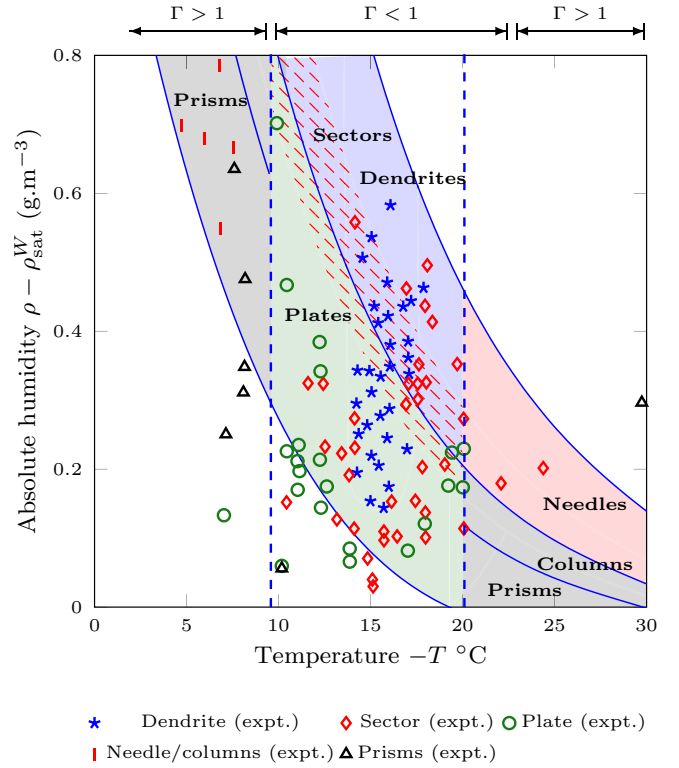 Γ > 1 Γ < 1 Γ > 1
0.8
Prisms
Sectors
Dendrites
0.6
Plates
0.4
0.2
Needles
Columns
Prisms
0
0 5 10 15 20 25 30
Absolute humidity ρ − ρ_sat^W (g.m−3)
Temperature −T °C
Dendrite (expt.) Sector (expt.) Plate (expt.)
Needle/columns (expt.) Prisms (expt.)